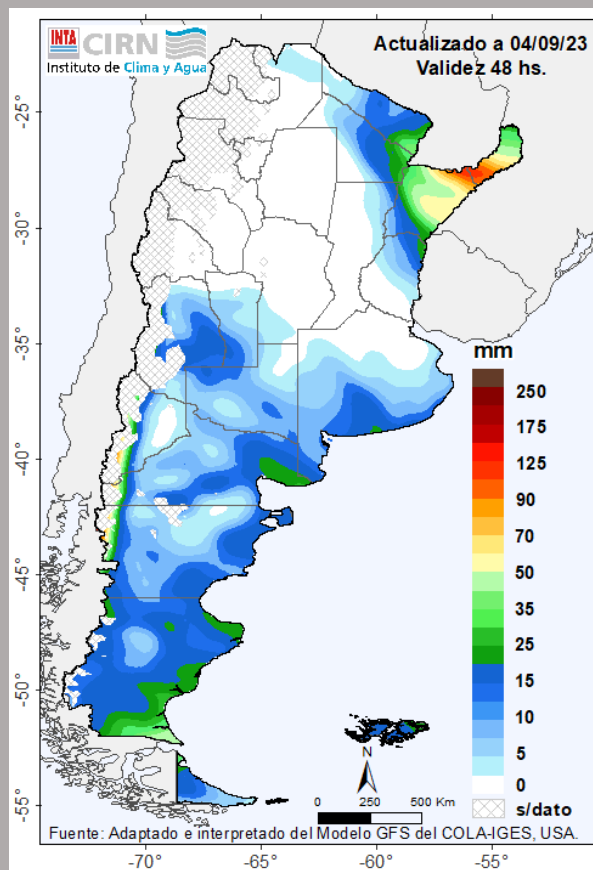 INTA CIRN
Instituto de Clima y Agua
Actualizado a 04/09/23
Validez 48 hs.
-25°
-30°
-35°
-40°
-45°
-50°
-55°
mm
250
175
125
90
70
50
35
25
15
10
5
0
s/dato
N
0 250 500 Km
Fuente: Adaptado e interpretado del Modelo GFS del COLA-IGES, USA.
-70° -65° -60° -55°